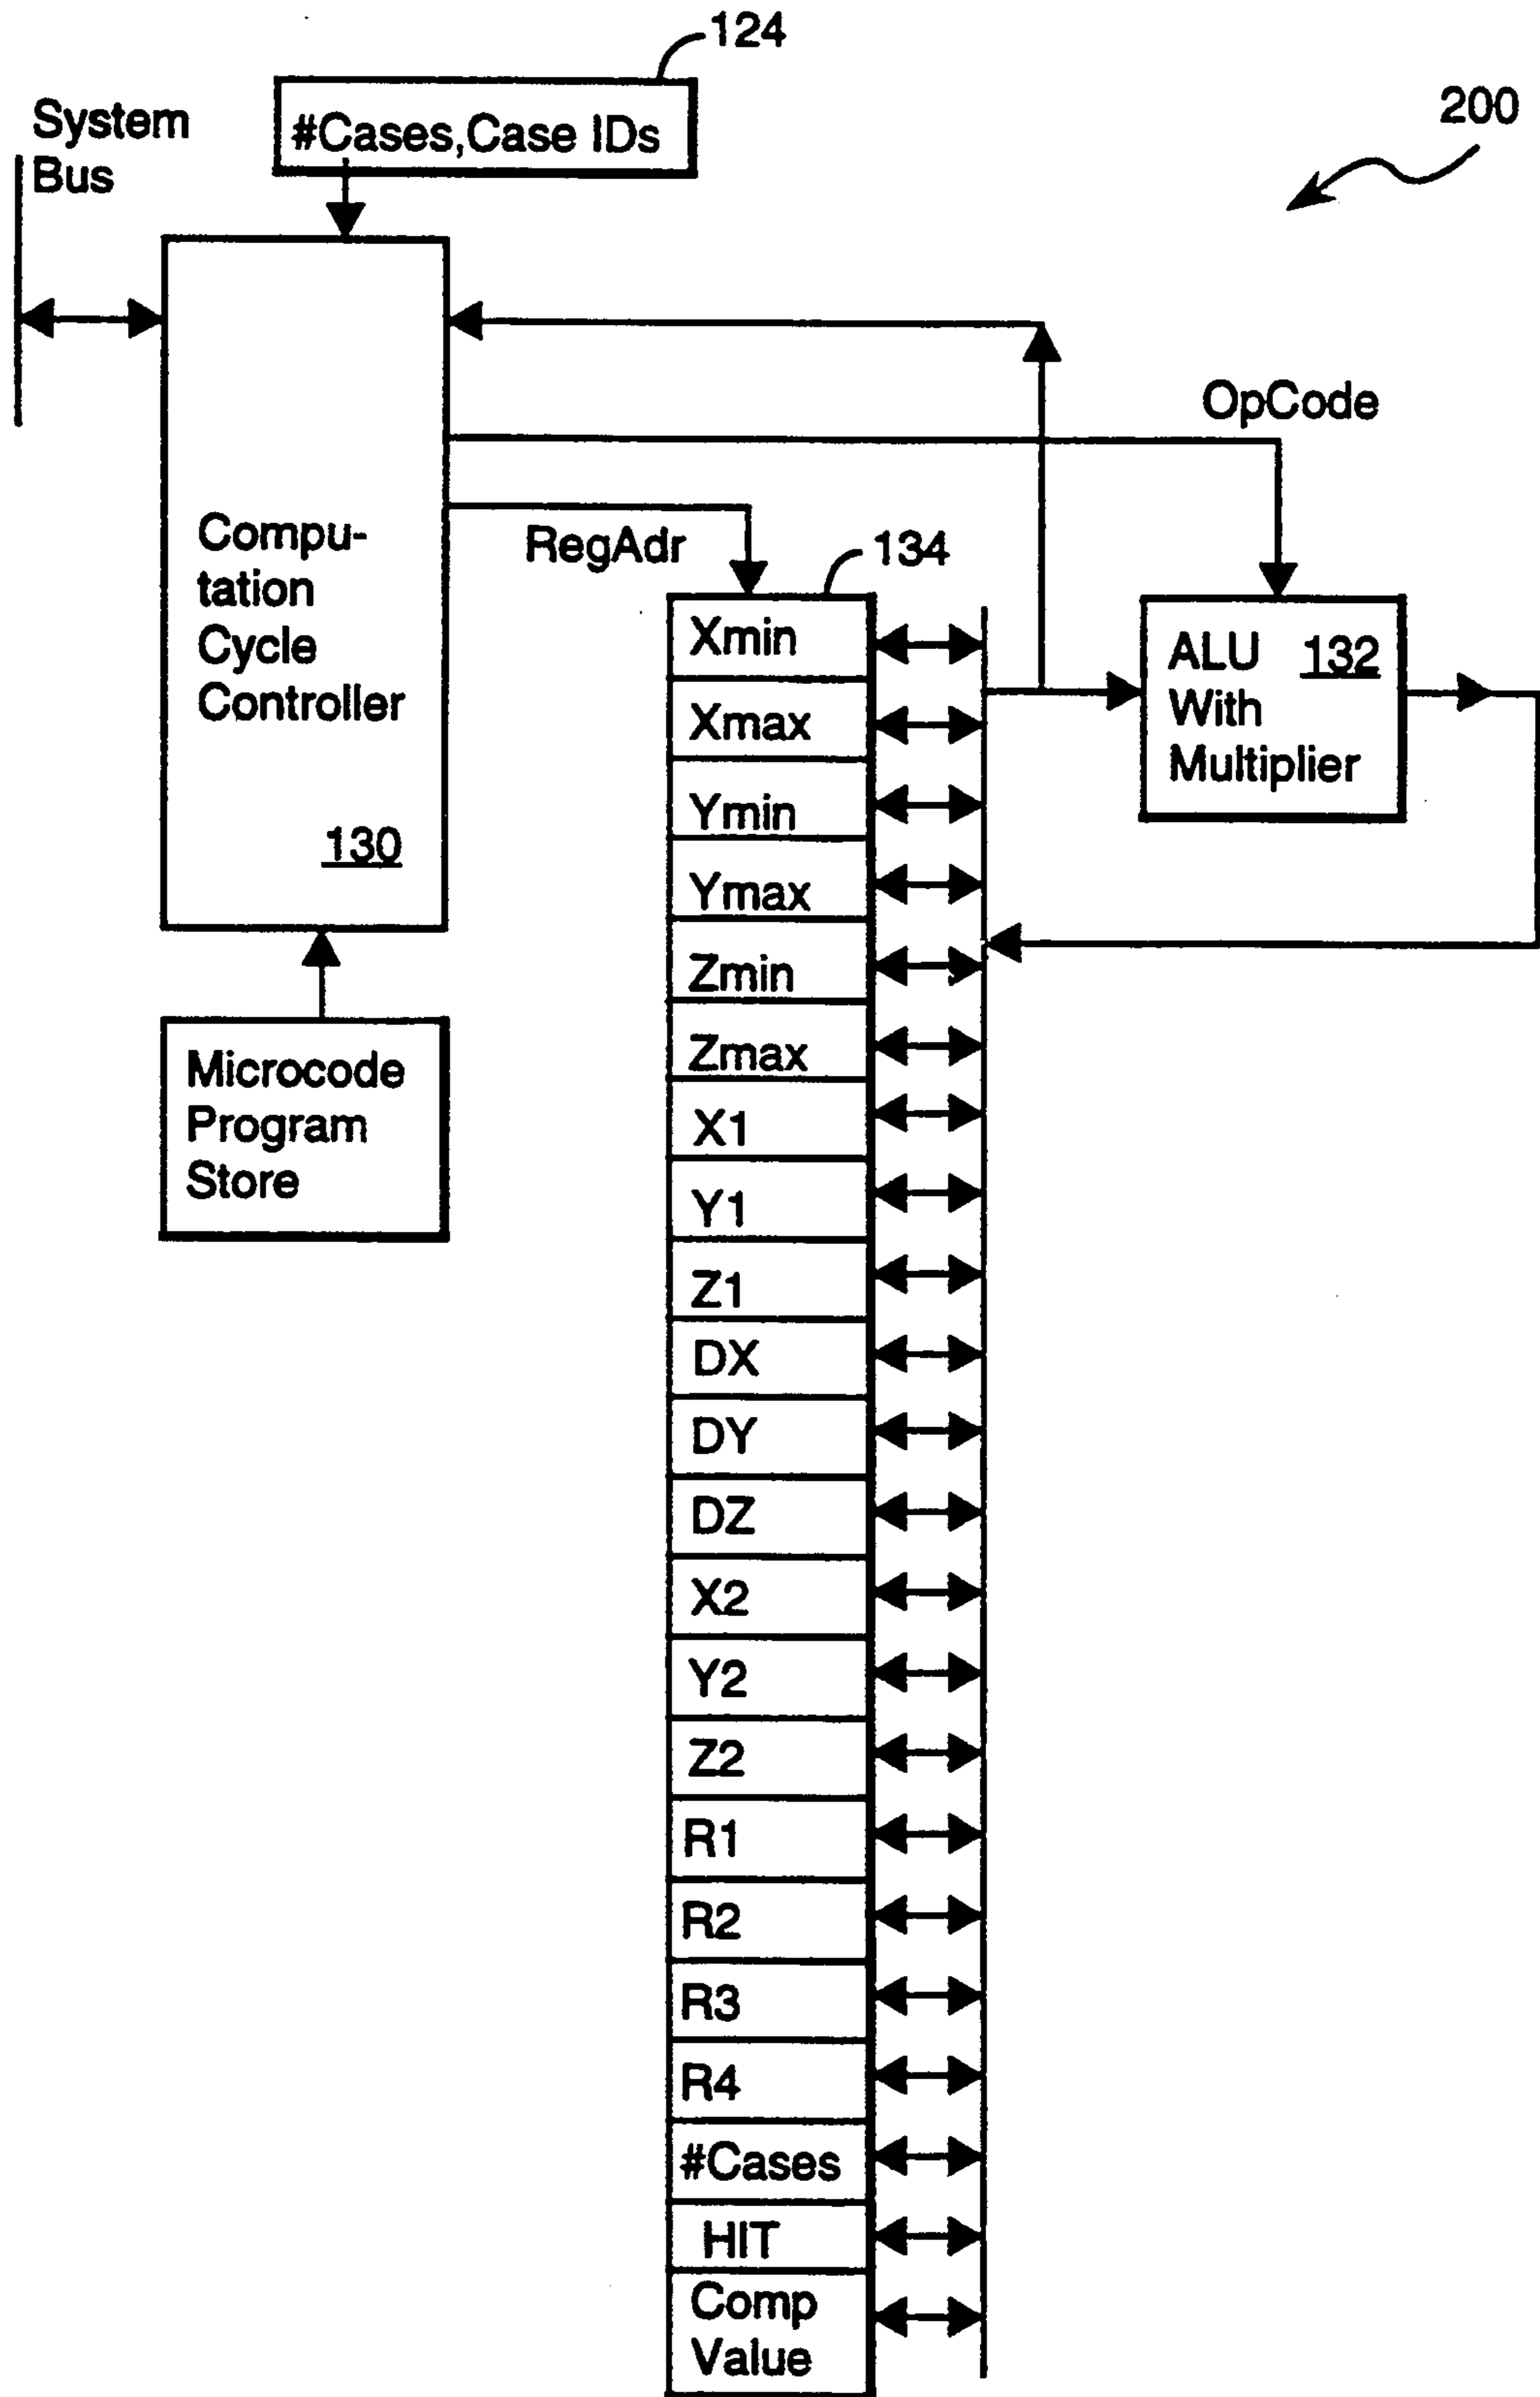 124
200
System
Bus
#Cases,Case IDs
OpCode
Compu-
tation
Cycle
Controller
130
RegAdr
134
ALU 132
With
Multiplier
Xmin
Xmax
Ymin
Ymax
Zmin
Zmax
Microcode
Program
Store
X1
Y1
Z1
DX
DY
DZ
X2
Y2
Z2
R1
R2
R3
R4
#Cases
HIT
Comp
Value